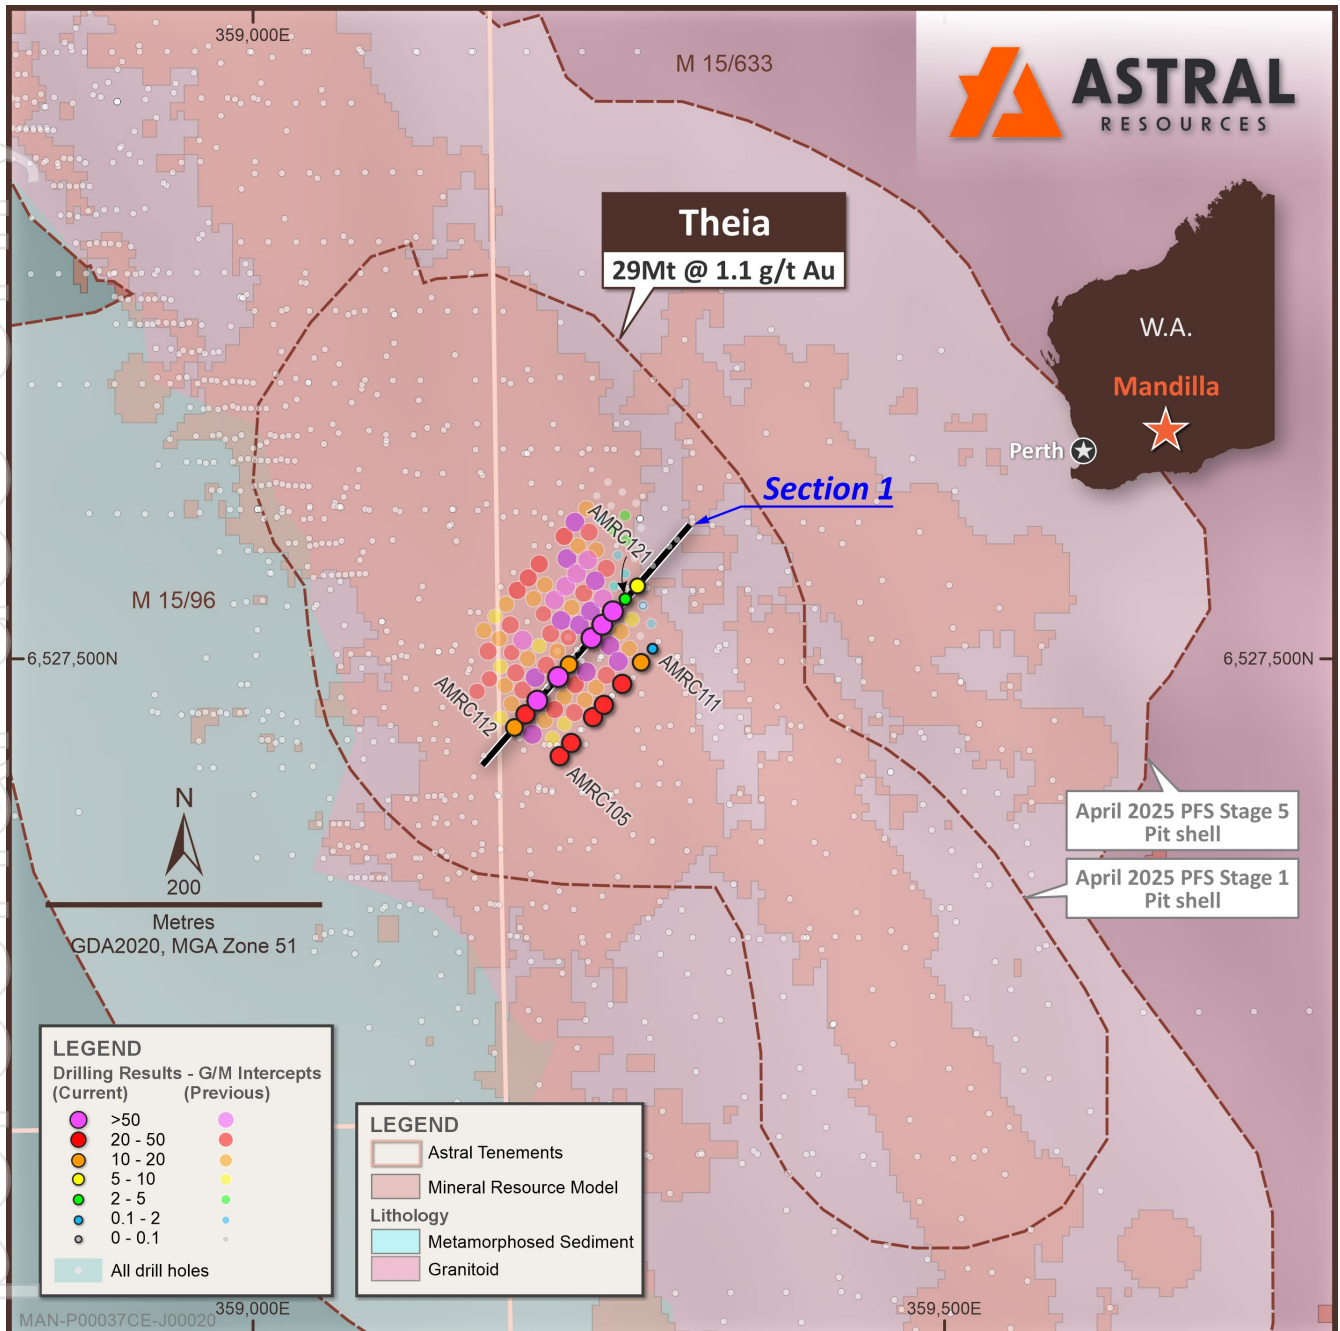 359,000E
M 15/633
ASTRAL
RESOURCES
Theia
29Mt @ 1.1 g/t Au
W.A.
Mandilla
Perth
Section 1
AMRC121
M 15/96
6,527,500N
6,527,500N
AMRC111
AMRC112
AMRC105
N
200
Metres
GDA2020, MGA Zone 51
April 2025 PFS Stage 5
Pit shell
April 2025 PFS Stage 1
Pit shell
LEGEND
Drilling Results - G/M Intercepts
(Current) (Previous)
>50
20 - 50
10 - 20
5 - 10
2 - 5
0.1 - 2
0 - 0.1
All drill holes
LEGEND
Astral Tenements
Mineral Resource Model
Lithology
Metamorphosed Sediment
Granitoid
MAN-P00037CE-J00020
359,000E
359,500E